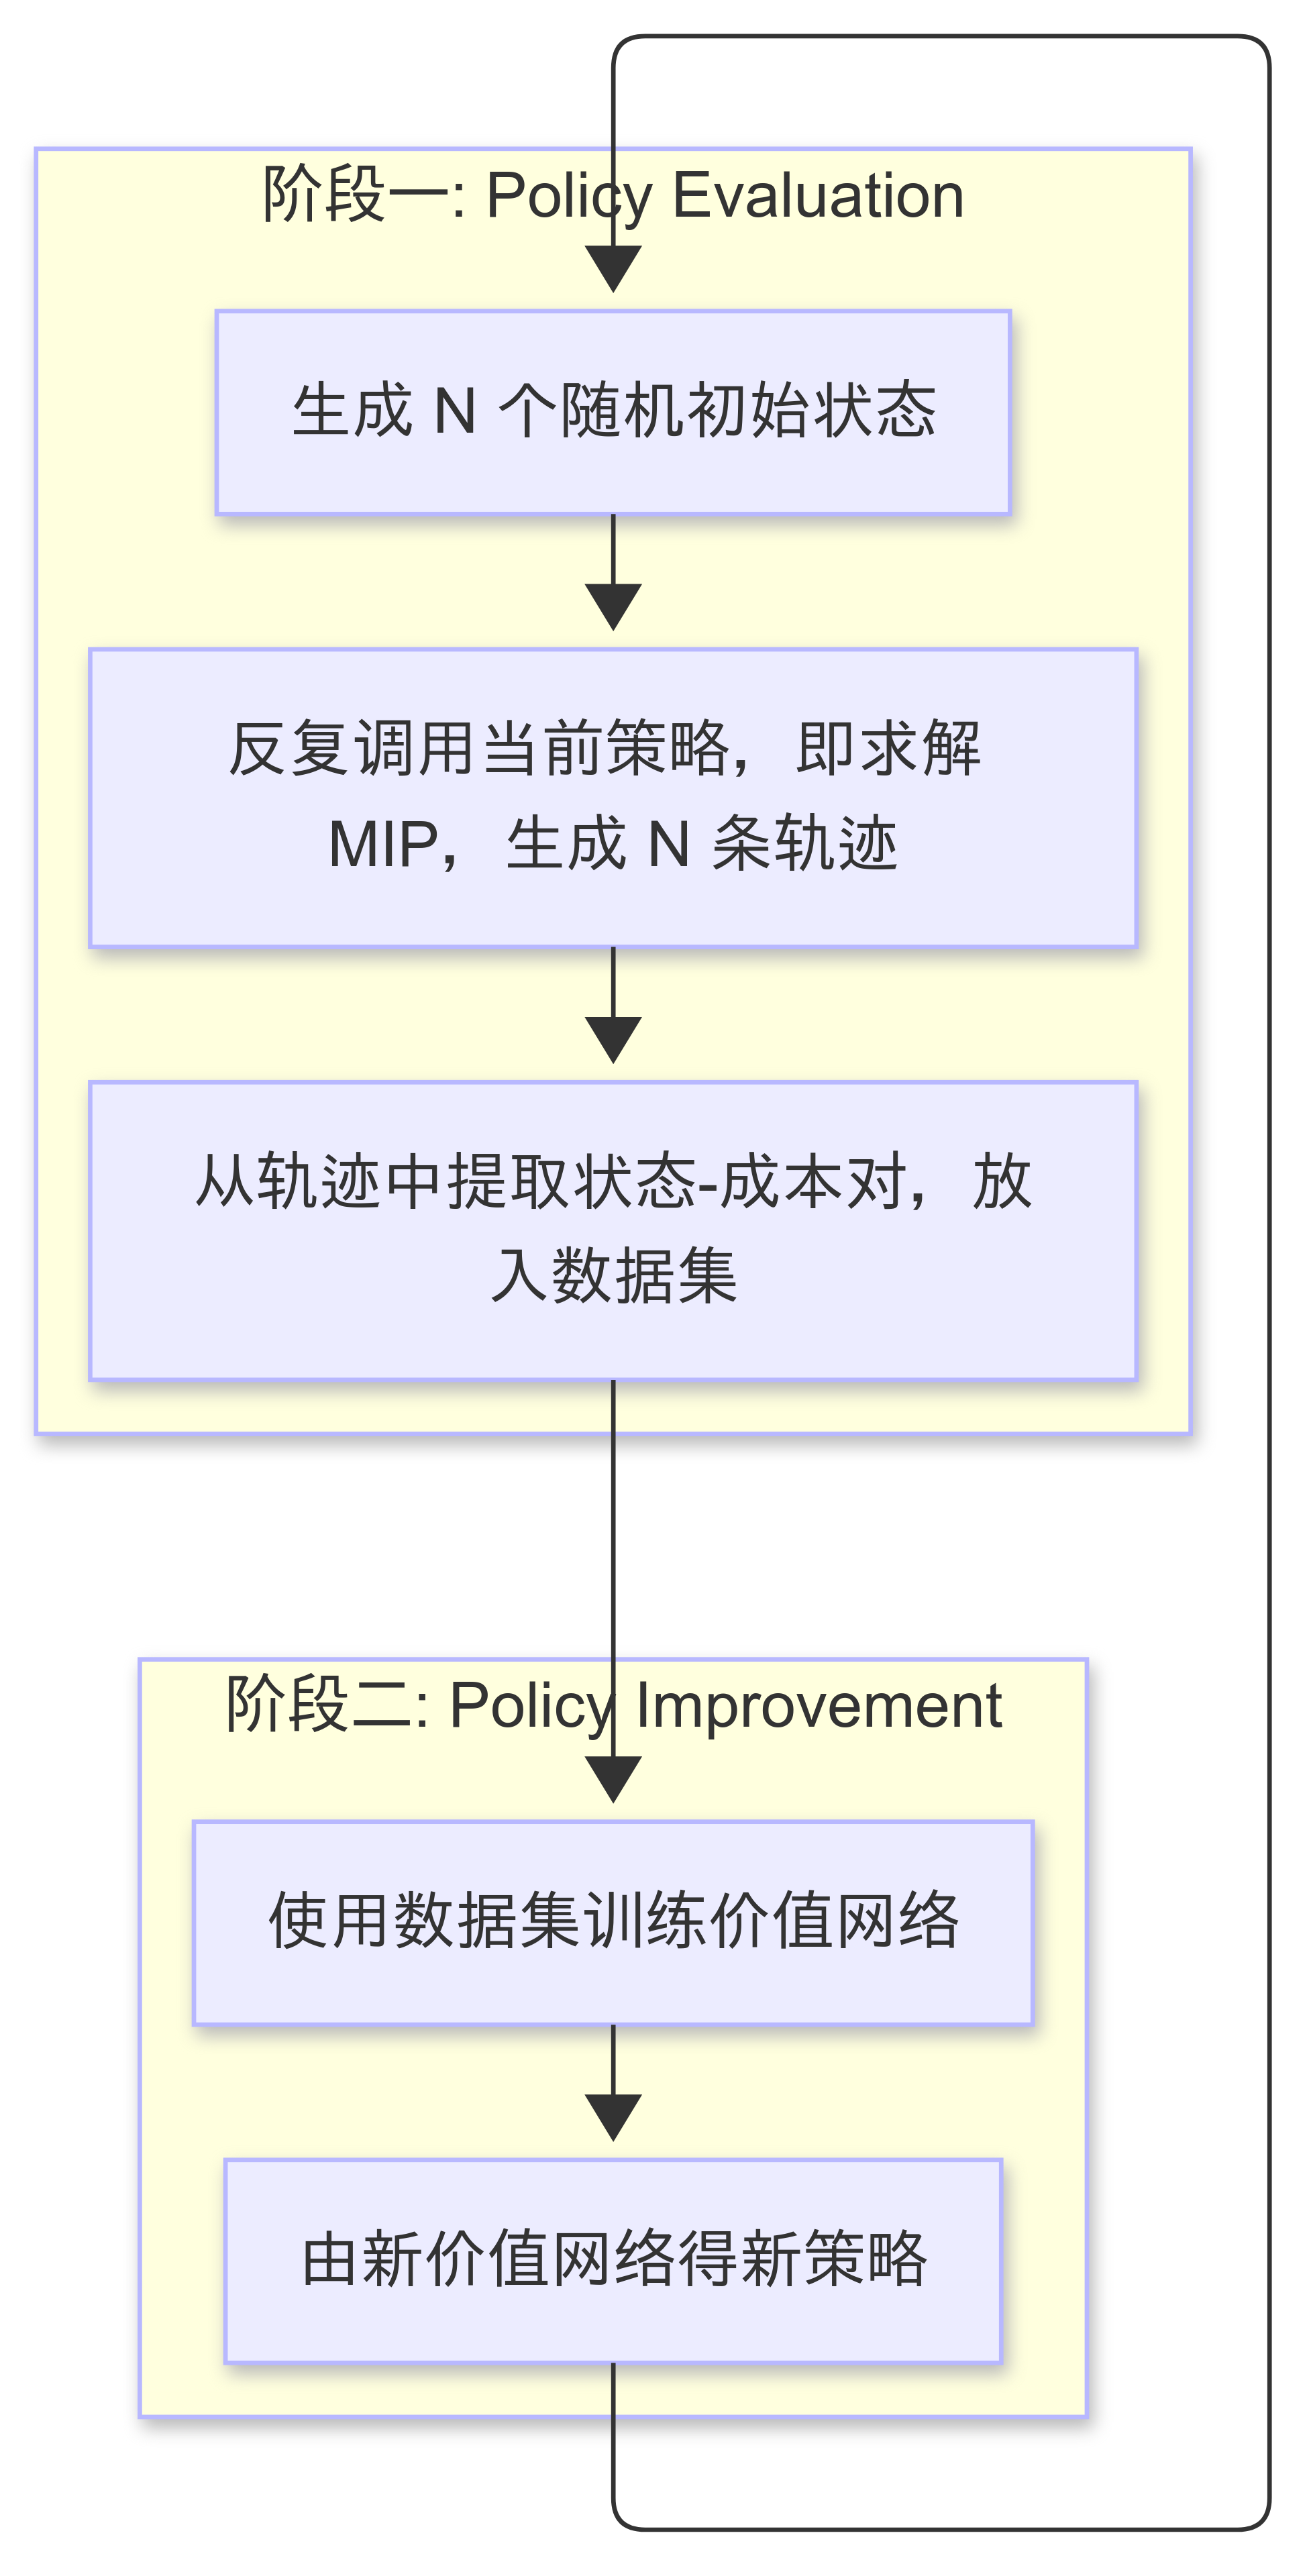 阶段一: Policy Evaluation
生成 N 个随机初始状态
反复调用当前策略，即求解
MIP，生成 N 条轨迹
从轨迹中提取状态-成本对，放
入数据集
阶段二: Policy Improvement
使用数据集训练价值网络
由新价值网络得新策略